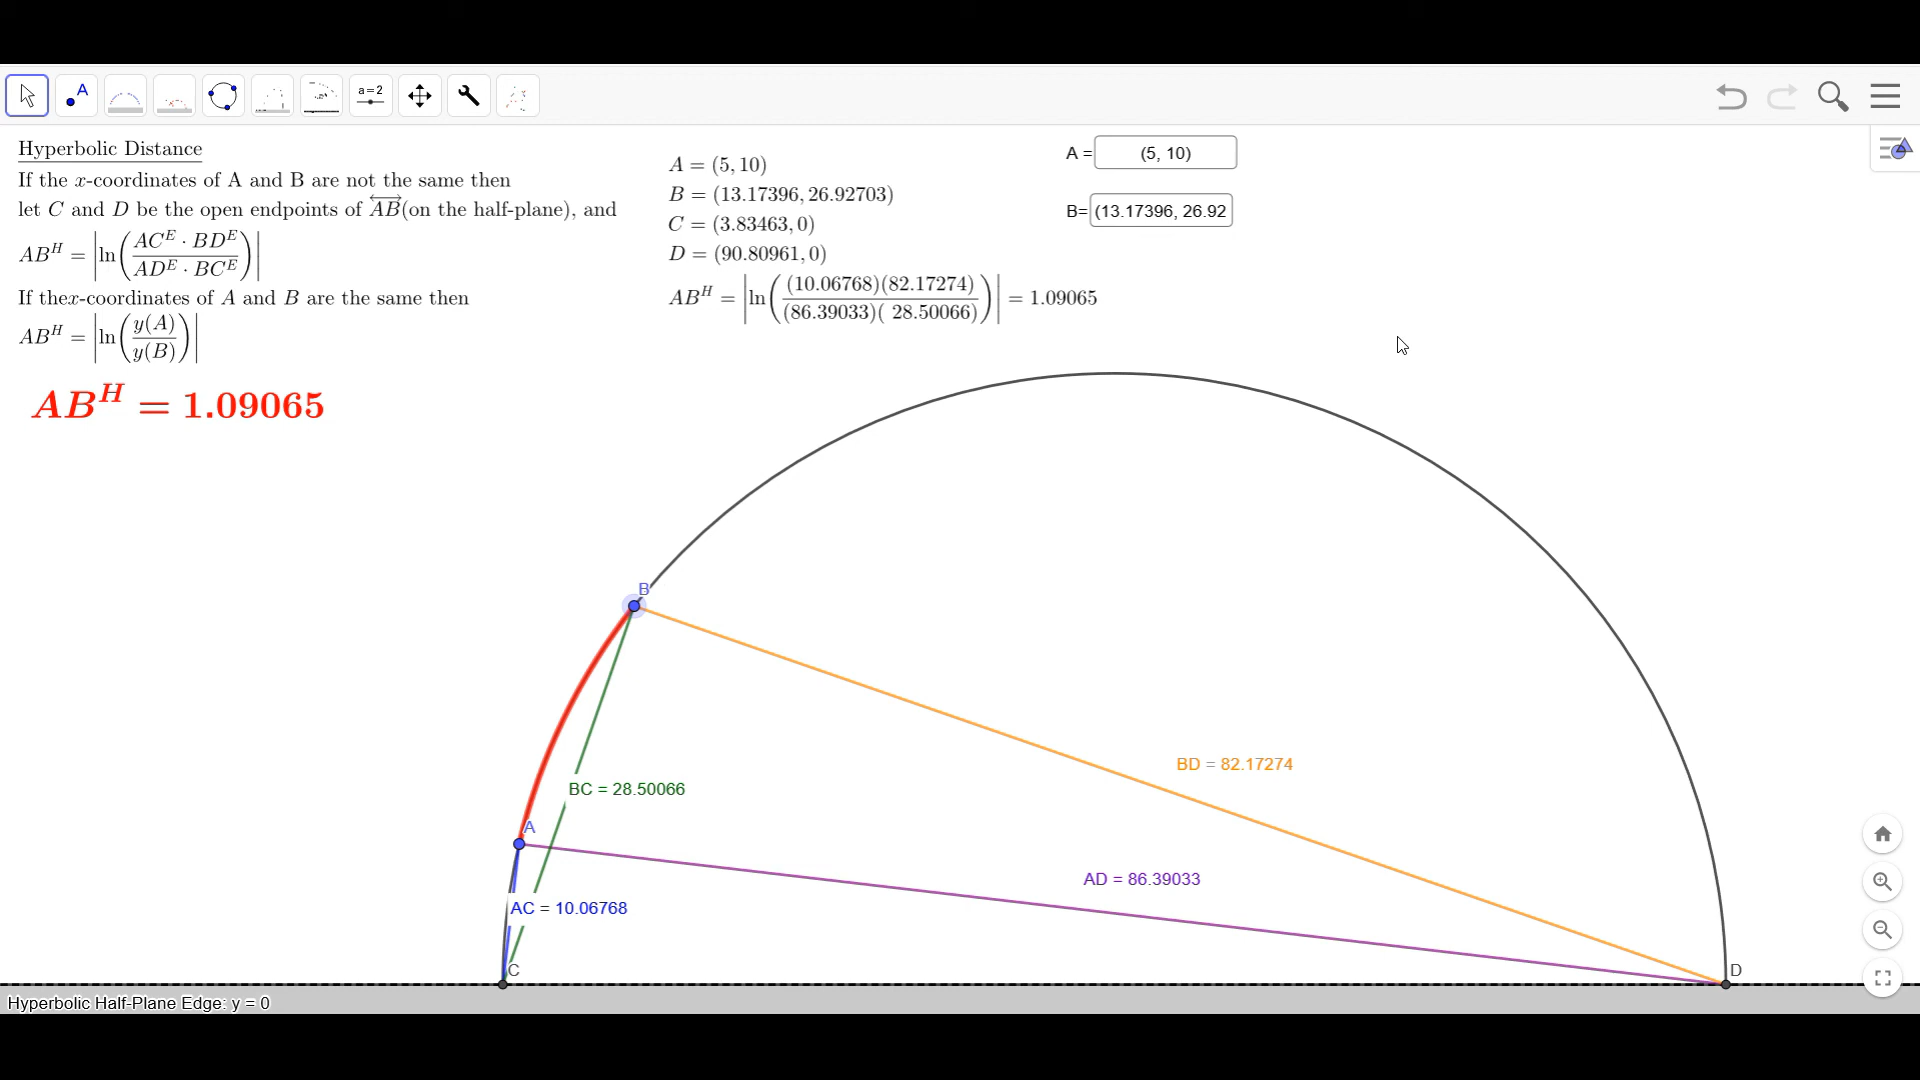 A
a=2
Hyperbolic Distance
If the x-coordinates of A and B are not the same then
let C and D be the open endpoints of AB(on the half-plane), and
AB^H = |ln(AC^E · BD^E / AD^E · BC^E)|
If thex-coordinates of A and B are the same then
AB^H = |ln(y(A) / y(B))|
AB^H = 1.09065
A = (5, 10)
B = (13.17396, 26.92703)
C = (3.83463, 0)
D = (90.80961, 0)
AB^H = |ln((10.06768)(82.17274) / (86.39033)( 28.50066))| = 1.09065
A = (5, 10)
B= (13.17396, 26.92
B
BD = 82.17274
BC = 28.50066
A
AD = 86.39033
AC = 10.06768
C
D
Hyperbolic Half-Plane Edge: y = 0